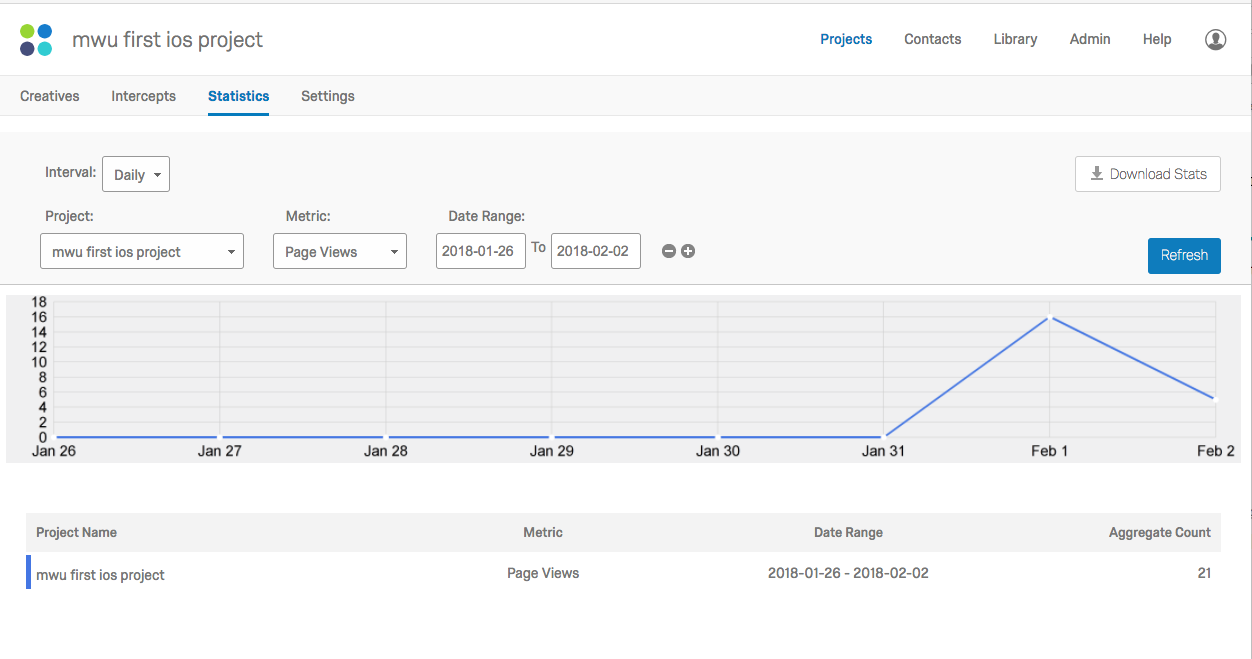 mwu first ios project
Projects Contacts Library Admin Help
Creatives Intercepts Statistics Settings
Interval: Daily Download Stats
Project: Metric: Date Range:
mwu first ios project Page Views 2018-01-26 To 2018-02-02
Refresh
18
16
14
12
10
8
6
4
2
0
Jan 26 Jan 27 Jan 28 Jan 29 Jan 30 Jan 31 Feb 1 Feb 2
Project Name Metric Date Range Aggregate Count
mwu first ios project Page Views 2018-01-26 - 2018-02-02 21